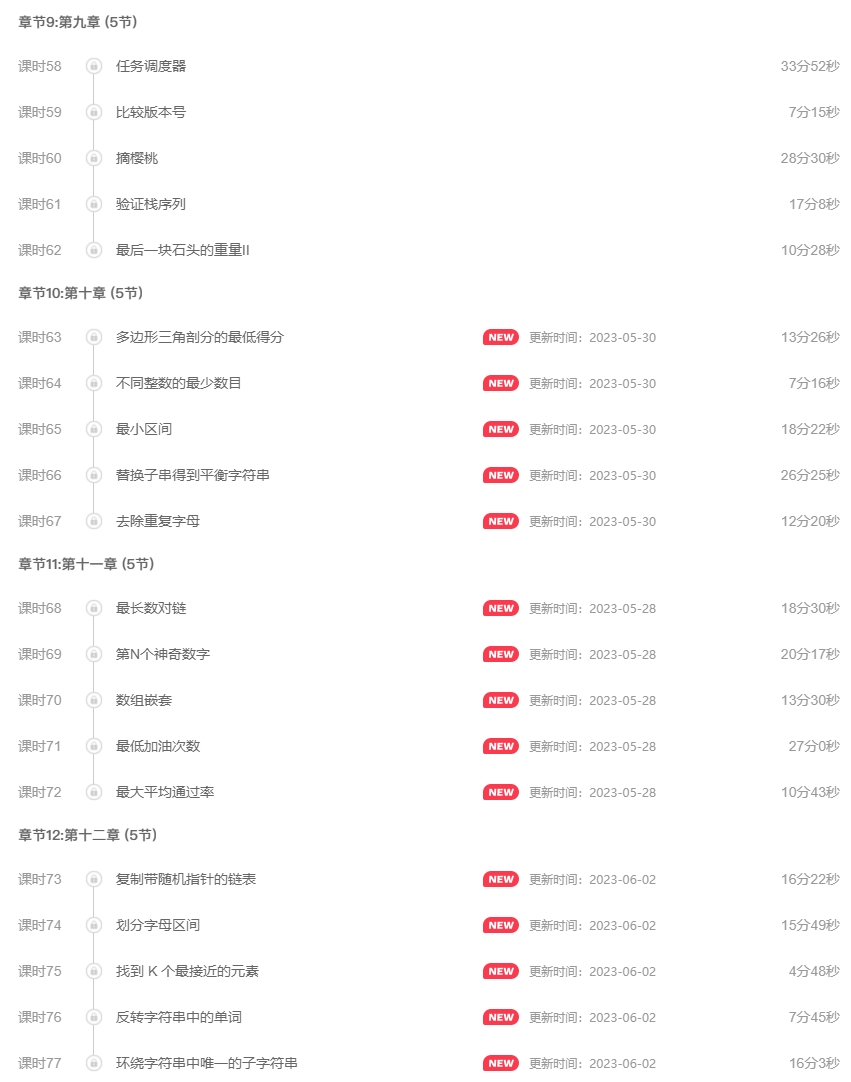 章节9:第九章 (5节)
课时58 任务调度器 33分52秒
课时59 比较版本号 7分15秒
课时60 摘樱桃 28分30秒
课时61 验证栈序列 17分8秒
课时62 最后一块石头的重量II 10分28秒
章节10:第十章 (5节)
课时63 多边形三角剖分的最低得分 NEW 更新时间：2023-05-30 13分26秒
课时64 不同整数的最少数目 NEW 更新时间：2023-05-30 7分16秒
课时65 最小区间 NEW 更新时间：2023-05-30 18分22秒
课时66 替换子串得到平衡字符串 NEW 更新时间：2023-05-30 26分25秒
课时67 去除重复字母 NEW 更新时间：2023-05-30 12分20秒
章节11:第十一章 (5节)
课时68 最长数对链 NEW 更新时间：2023-05-28 18分30秒
课时69 第N个神奇数字 NEW 更新时间：2023-05-28 20分17秒
课时70 数组嵌套 NEW 更新时间：2023-05-28 13分30秒
课时71 最低加油次数 NEW 更新时间：2023-05-28 27分0秒
课时72 最大平均通过率 NEW 更新时间：2023-05-28 10分43秒
章节12:第十二章 (5节)
课时73 复制带随机指针的链表 NEW 更新时间：2023-06-02 16分22秒
课时74 划分字母区间 NEW 更新时间：2023-06-02 15分49秒
课时75 找到 K 个最接近的元素 NEW 更新时间：2023-06-02 4分48秒
课时76 反转字符串中的单词 NEW 更新时间：2023-06-02 7分45秒
课时77 环绕字符串中唯一的子字符串 NEW 更新时间：2023-06-02 16分3秒